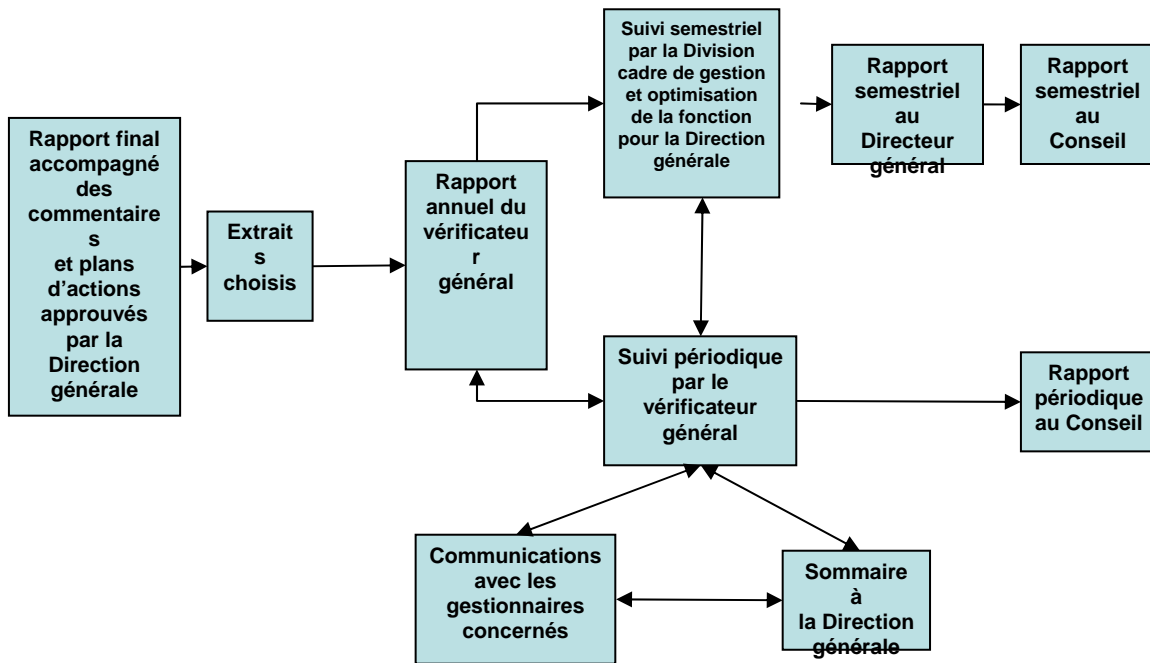 Rapport final
accompagné
des
commentaire
s
et plans
d'actions
approuvés
par la
Direction
générale
Extrait
s
choisis
Rapport
annuel du
vérificateu
r
général
Suivi semestriel
par la Division
cadre de gestion
et optimisation
de la fonction
pour la Direction
générale
Rapport
semestriel
au
Directeur
général
Rapport
semestriel
au
Conseil
Suivi périodique
par le
vérificateur
général
Rapport
périodique
au Conseil
Communications
avec les
gestionnaires
concernés
Sommaire
à
la Direction
générale